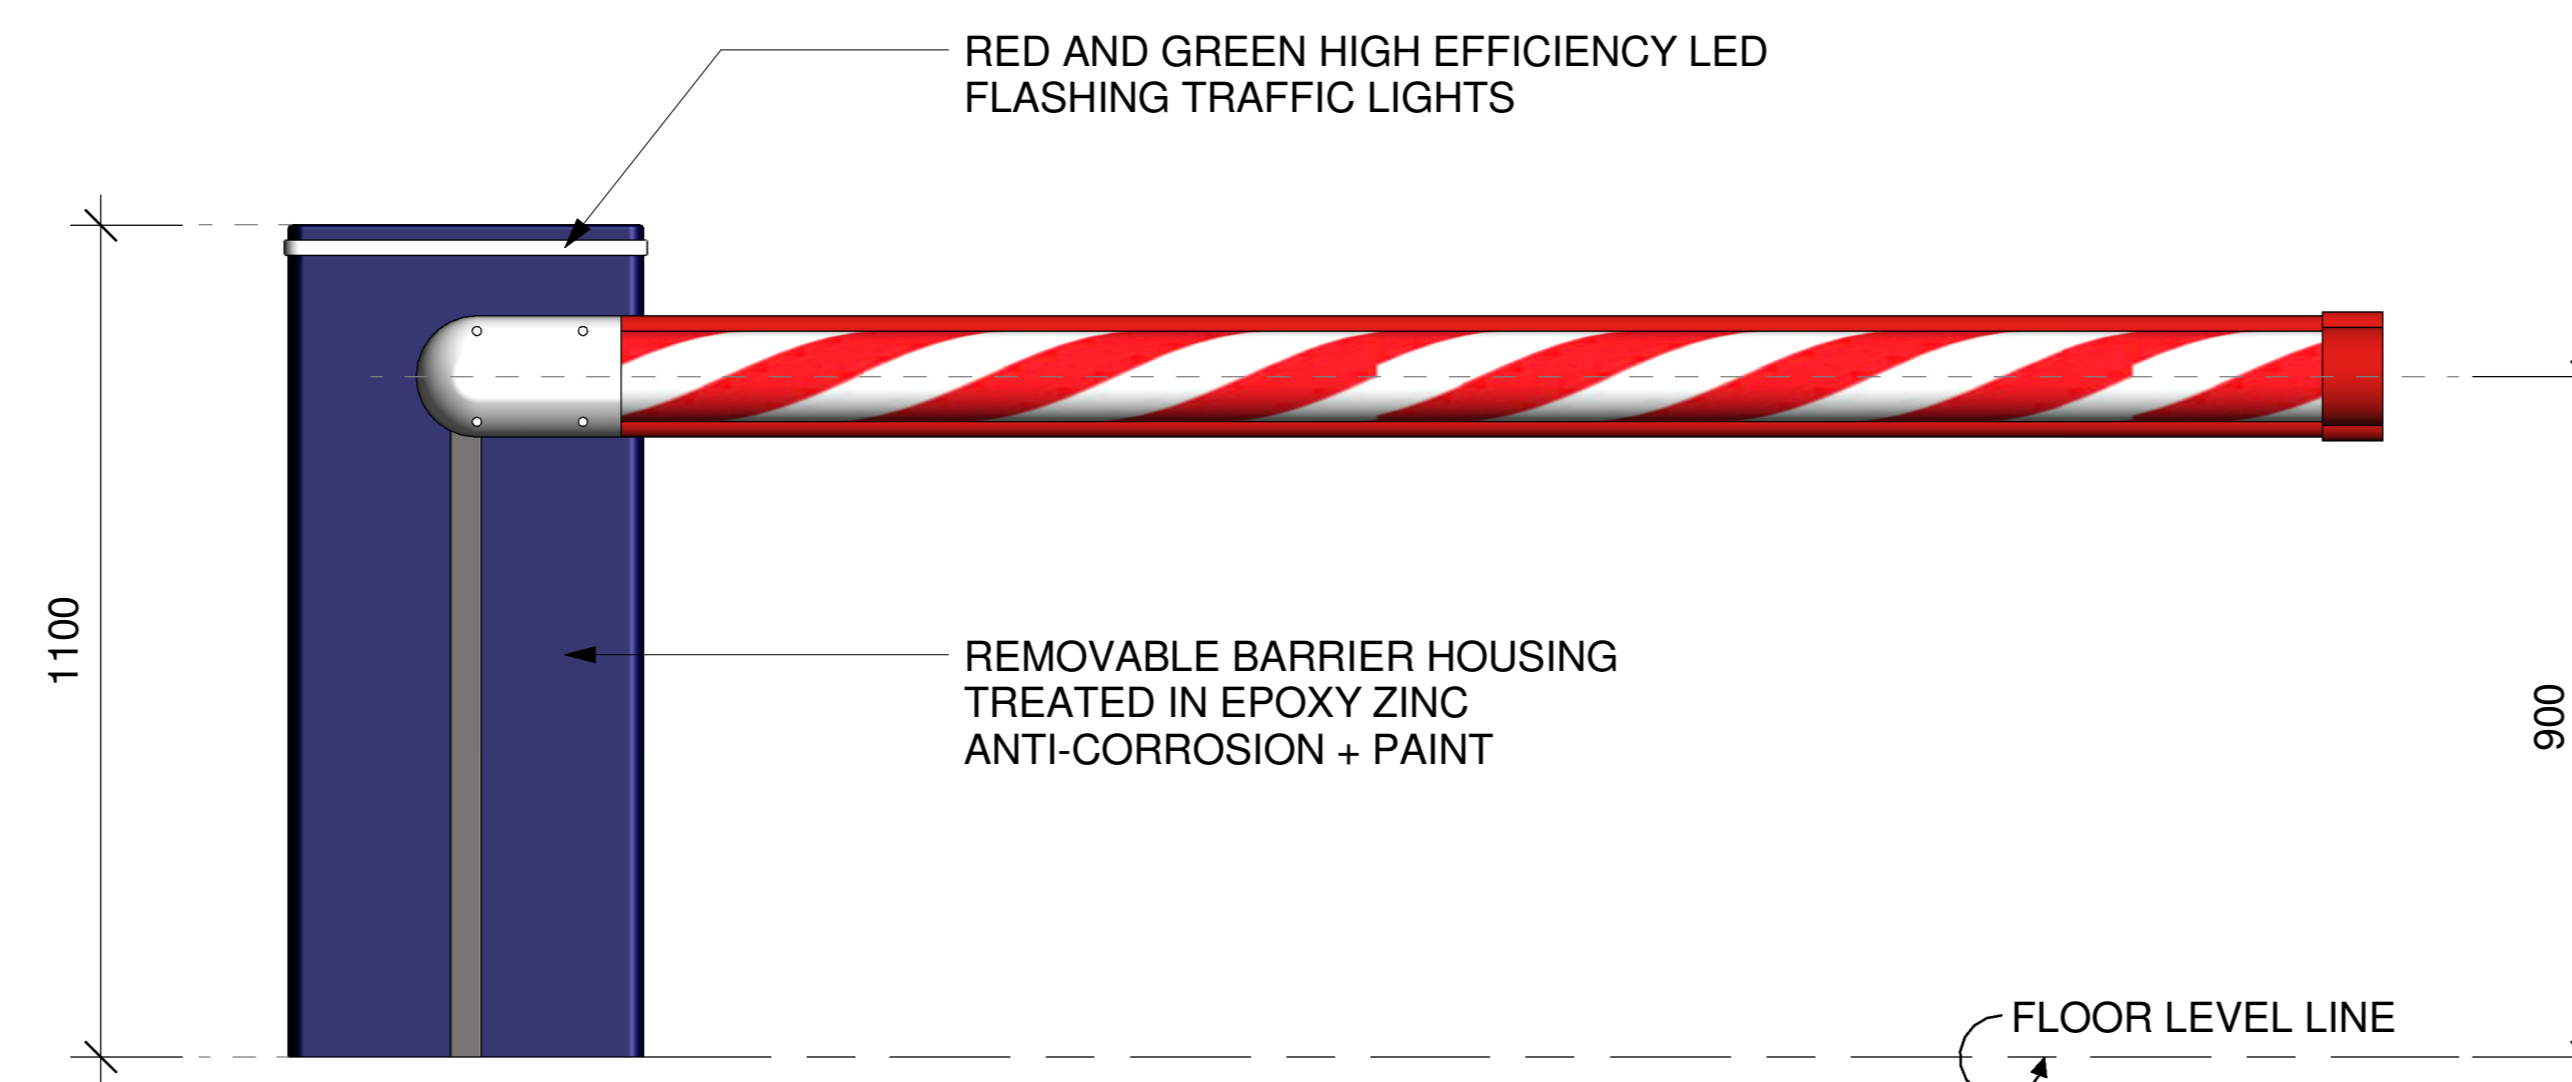 RED AND GREEN HIGH EFFICIENCY LED
FLASHING TRAFFIC LIGHTS
1100
REMOVABLE BARRIER HOUSING
TREATED IN EPOXY ZINC
ANTI-CORROSION + PAINT
900
FLOOR LEVEL LINE